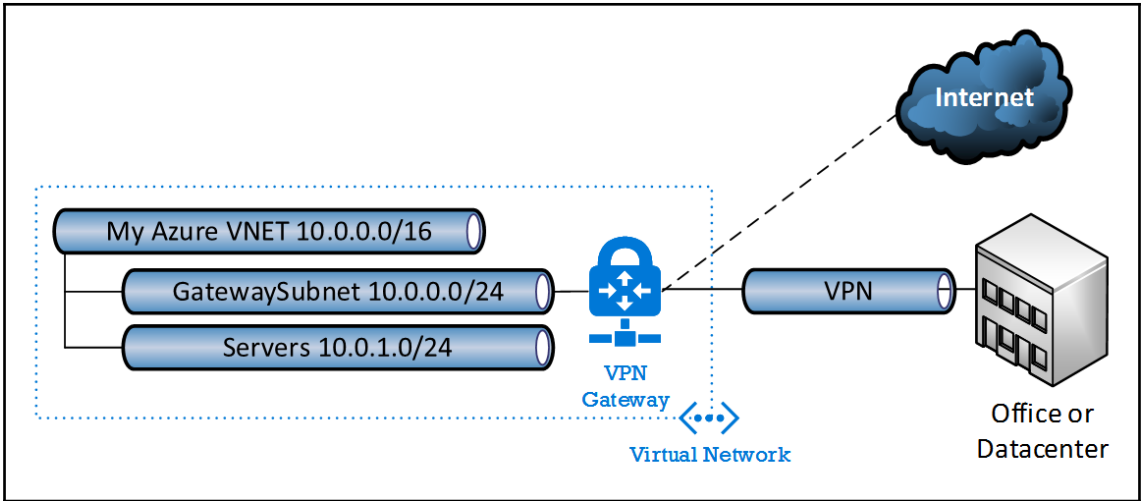 Internet
My Azure VNET 10.0.0.0/16
GatewaySubnet 10.0.0.0/24
VPN
Servers 10.0.1.0/24
VPN
Gateway
Office or
Datacenter
Virtual Network